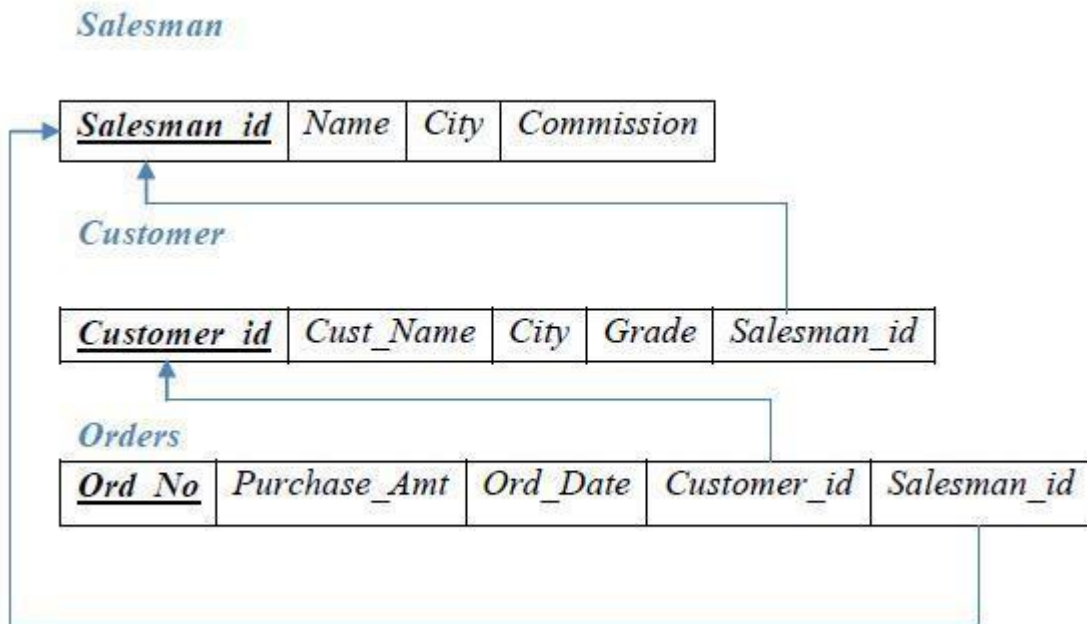 Salesman
Salesman_id Name City Commission
Customer
Customer_id Cust_Name City Grade Salesman_id
Orders
Ord_No Purchase_Amt Ord_Date Customer_id Salesman_id